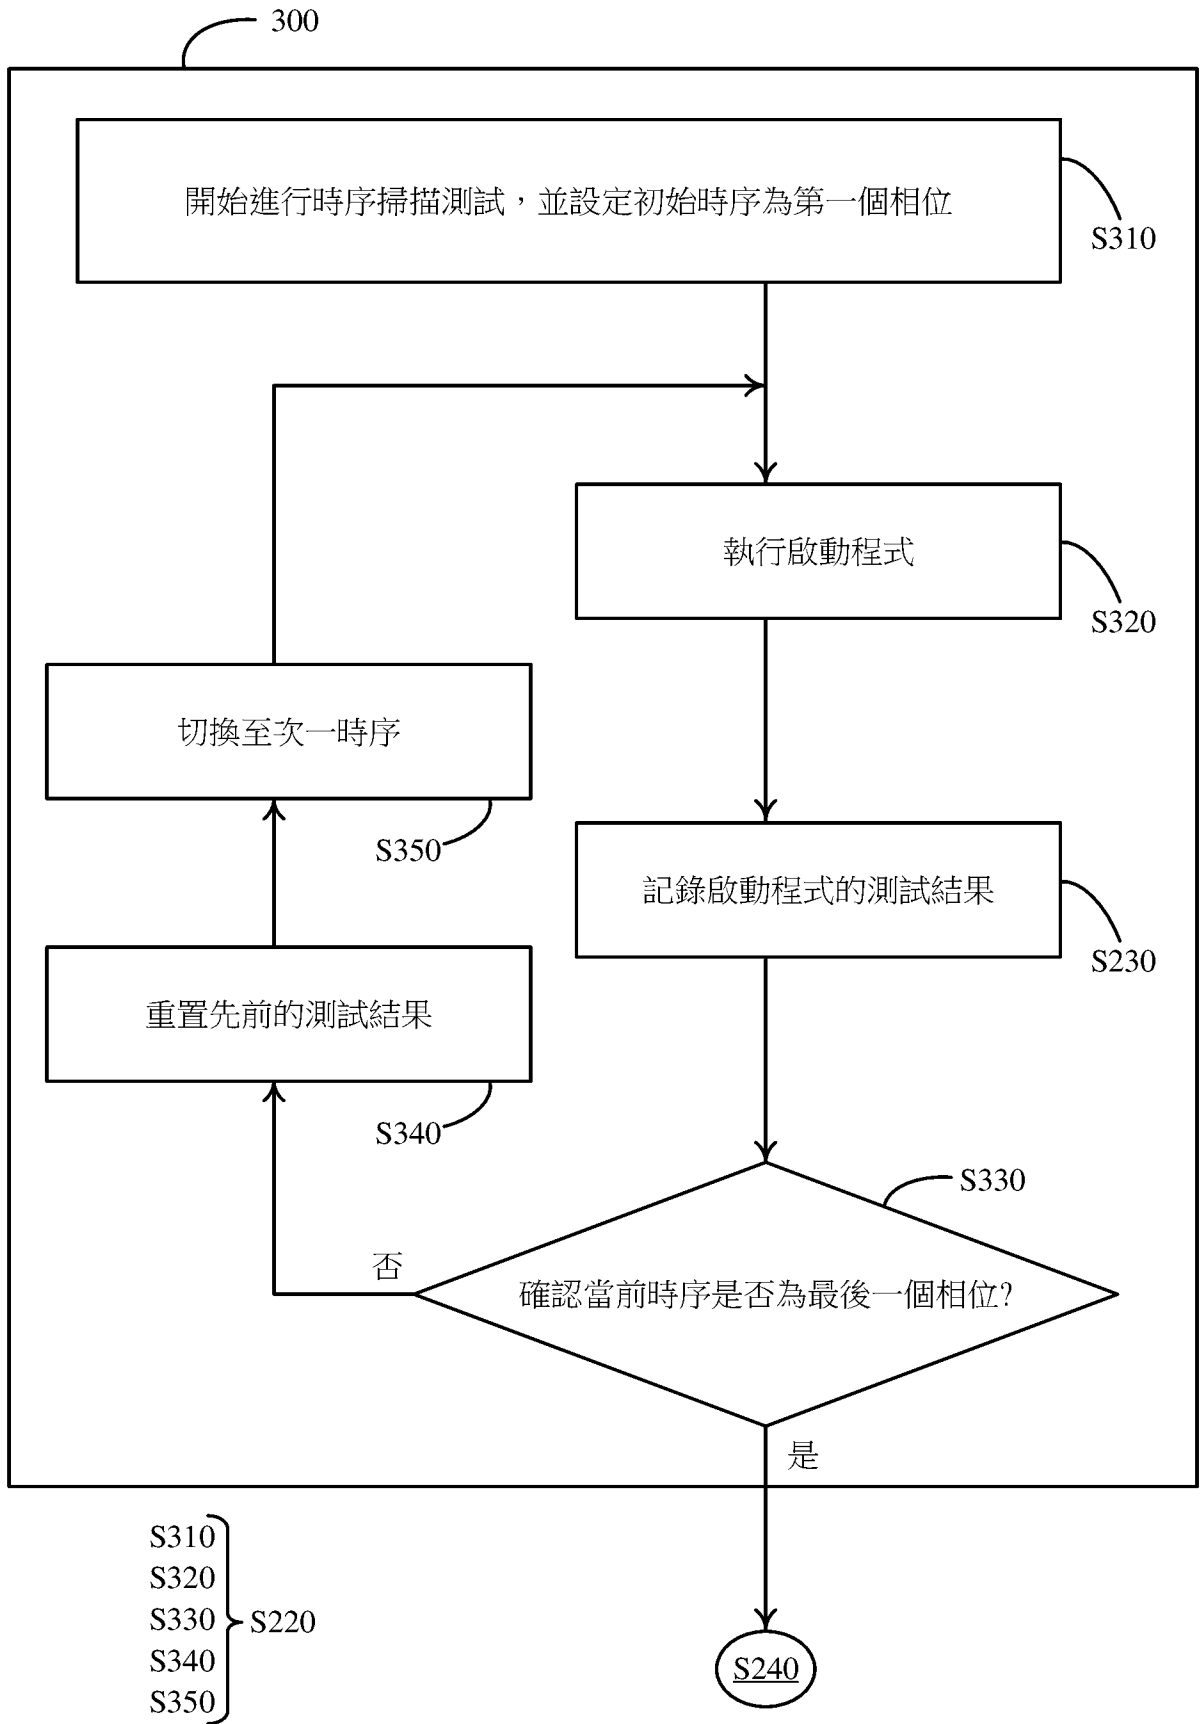 300
開始進行時序掃描測試，並設定初始時序為第一個相位
S310
執行啟動程式
S320
切換至次一時序
S350
記錄啟動程式的測試結果
S230
重置先前的測試結果
S340
S330
確認當前時序是否為最後一個相位?
否
是
S310
S320
S330
S340
S350
S220
S240